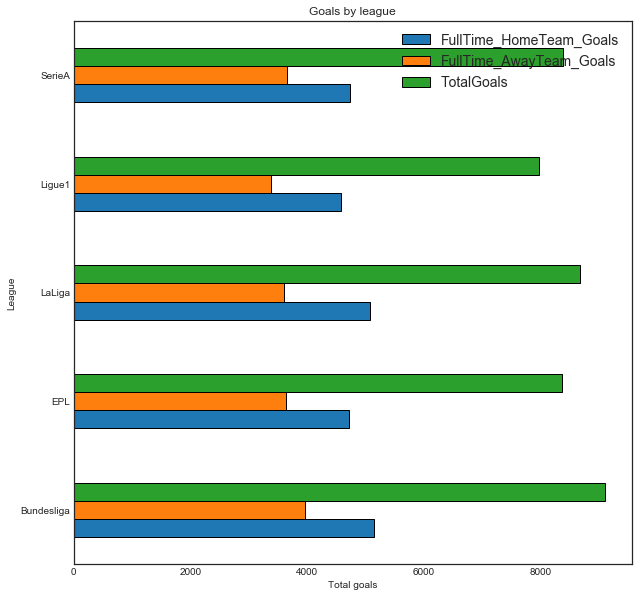 Goals by league
FullTime_HomeTeam_Goals
FullTime_AwayTeam_Goals
TotalGoals
SerieA
Ligue1
LaLiga
EPL
Bundesliga
League
0 2000 4000 6000 8000
Total goals